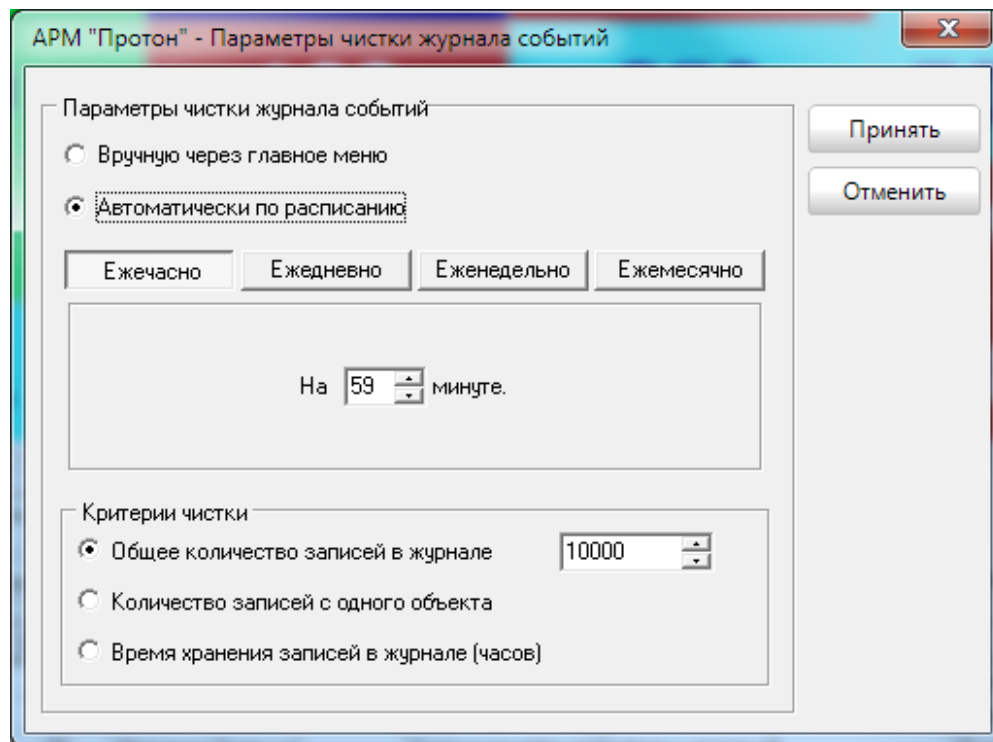 АРМ "Протон" - Параметры чистки журнала событий
Параметры чистки журнала событий
Принять
Вручную через главное меню
Отменить
Автоматически по расписанию
Ежечасно Ежедневно Еженедельно Ежемесячно
На 59 минуте.
Критерии чистки
Общее количество записей в журнале 10000
Количество записей с одного объекта
Время хранения записей в журнале (часов)